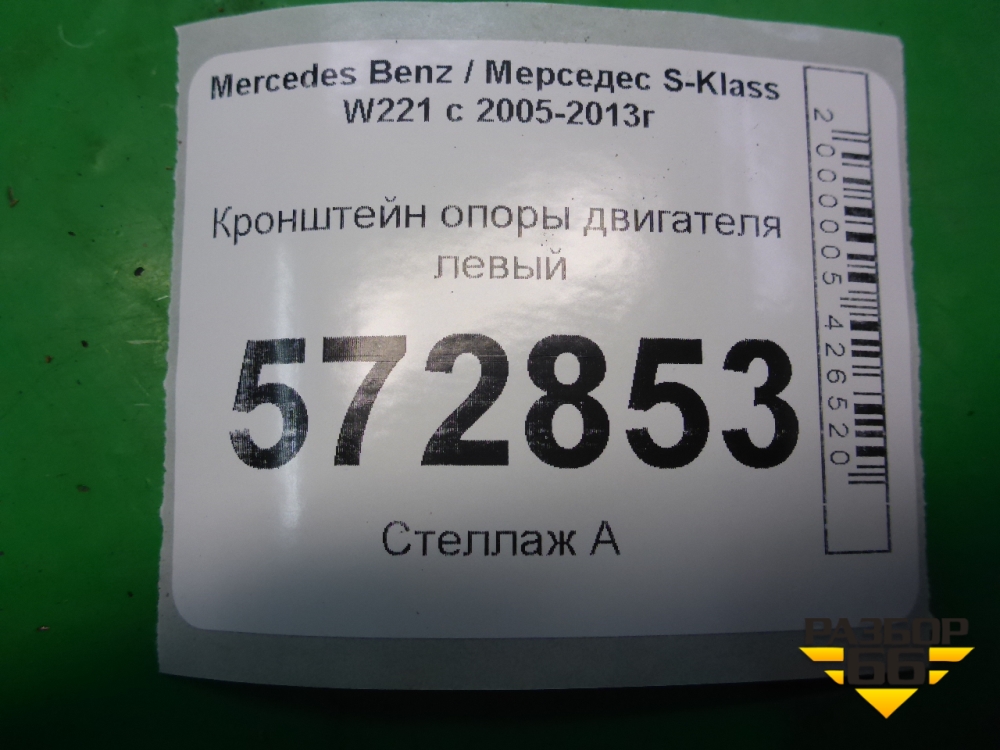 Mercedes Benz / Мерседес S-Klass
W221 с 2005-2013г
Кронштейн опоры двигателя
левый
572853
Стеллаж А
2000005426520
РАЗБОР
66